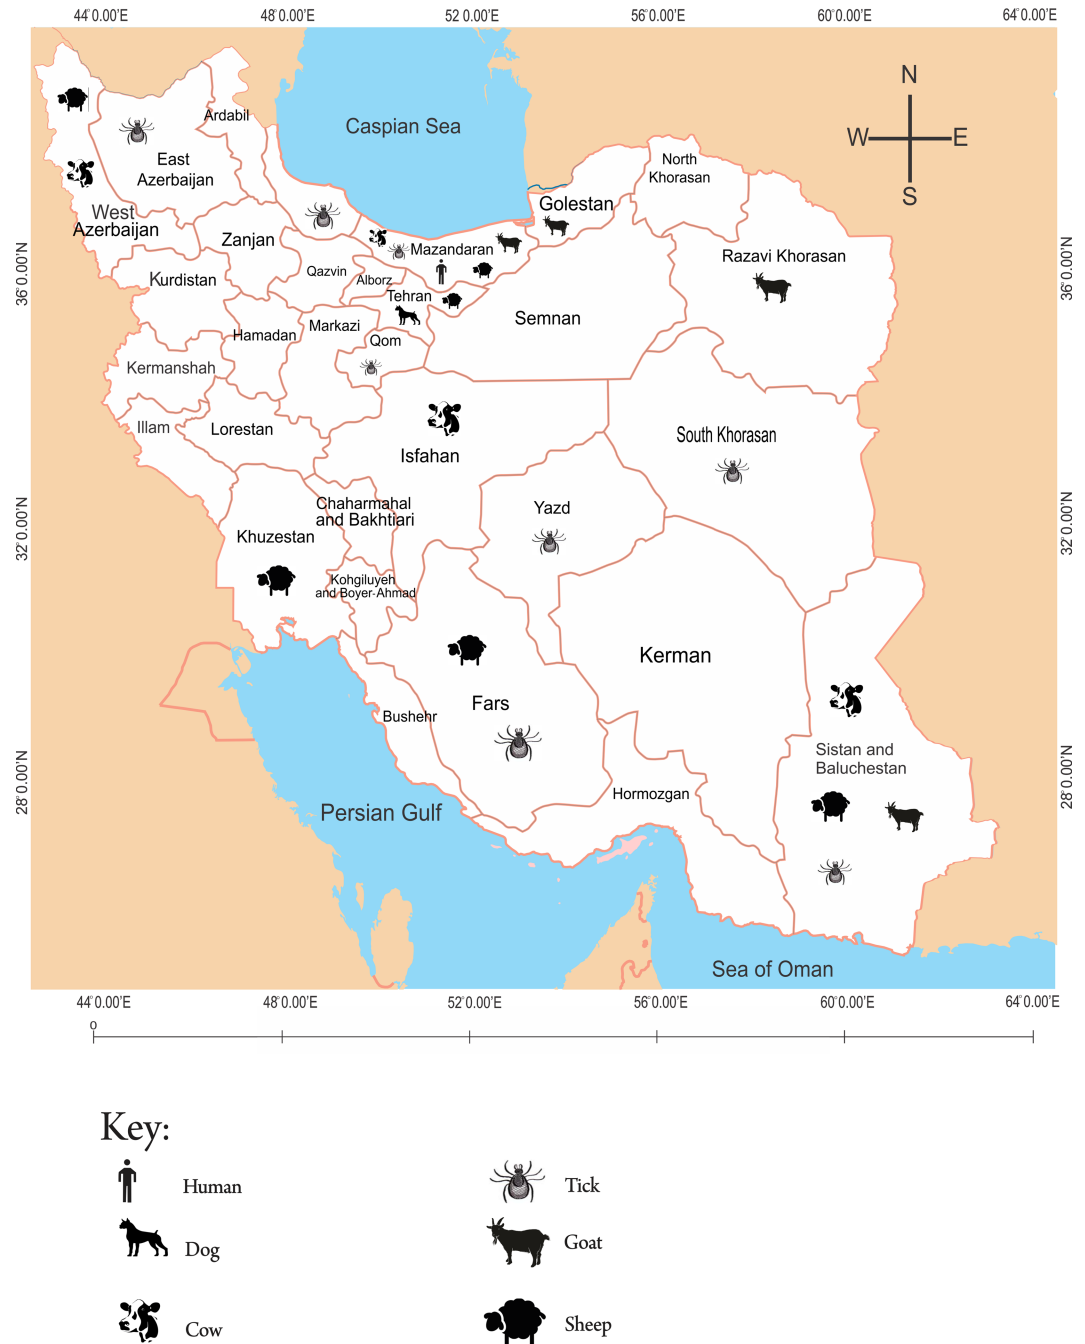 44°0.00'E 48°0.00'E 52°0.00'E 56°0.00'E 60°0.00'E 64°0.00'E
N
W E
S
Caspian Sea
Ardabil
East
Azerbaijan
North
Khorasan
West
Azerbaijan
Golestan
Zanjan
Mazandaran
Razavi Khorasan
Qazvin
Kurdistan
Alborz
Tehran
36°0.00'N 36°0.00'N
Semnan
Markazi
Hamadan
Qom
Kermanshah
Illam
Lorestan
South Khorasan
Isfahan
Chaharmahal
and Bakhtiari
Yazd
32°0.00'N 32°0.00'N
Khuzestan
Kohgiluyeh
and Boyer-Ahmad
Kerman
Fars
Bushehr
Sistan and
Baluchestan
28°0.00'N 28°0.00'N
Hormozgan
Persian Gulf
Sea of Oman
44°0.00'E 48°0.00'E 52°0.00'E 56°0.00'E 60°0.00'E 64°0.00'E
0
Key:
Human Tick
Dog Goat
Cow Sheep